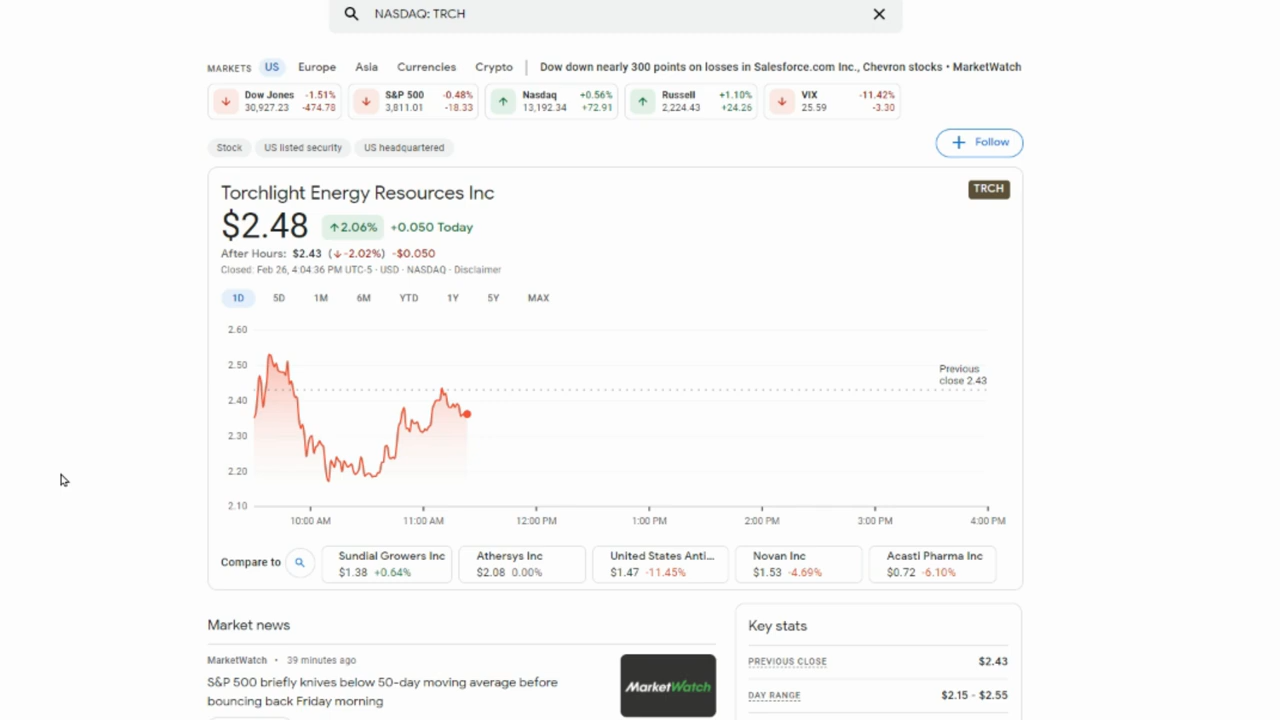 NASDAQ: TRCH
MARKETS US Europe Asia Currencies Crypto Dow down nearly 300 points on losses in Salesforce.com Inc., Chevron stocks • MarketWatch
Dow Jones -1.51% S&P 500 -0.48% Nasdaq +0.56% Russell +1.10% VIX -11.42%
30,927.23 -474.78 3,811.01 -18.33 13,192.34 +72.91 2,224.43 +24.26 25.59 -3.30
Stock US listed security US headquartered + Follow
Torchlight Energy Resources Inc TRCH
$2.48 ↑2.06% +0.050 Today
After Hours: $2.43 (↓-2.02%) -$0.050
Closed: Feb 26, 4:04:36 PM UTC-5 · USD · NASDAQ · Disclaimer
1D 5D 1M 6M YTD 1Y 5Y MAX
2.60
2.50
Previous
close 2.43
2.40
2.30
2.20
2.10
10:00 AM 11:00 AM 12:00 PM 1:00 PM 2:00 PM 3:00 PM 4:00 PM
Compare to
Sundial Growers Inc Athersys Inc United States Anti... Novan Inc Acasti Pharma Inc
$1.38 +0.64% $2.08 0.00% $1.47 -11.45% $1.53 -4.69% $0.72 -6.10%
Market news
MarketWatch • 39 minutes ago
S&P 500 briefly knives below 50-day moving average before
bouncing back Friday morning
MarketWatch
Key stats
PREVIOUS CLOSE $2.43
DAY RANGE $2.15 - $2.55